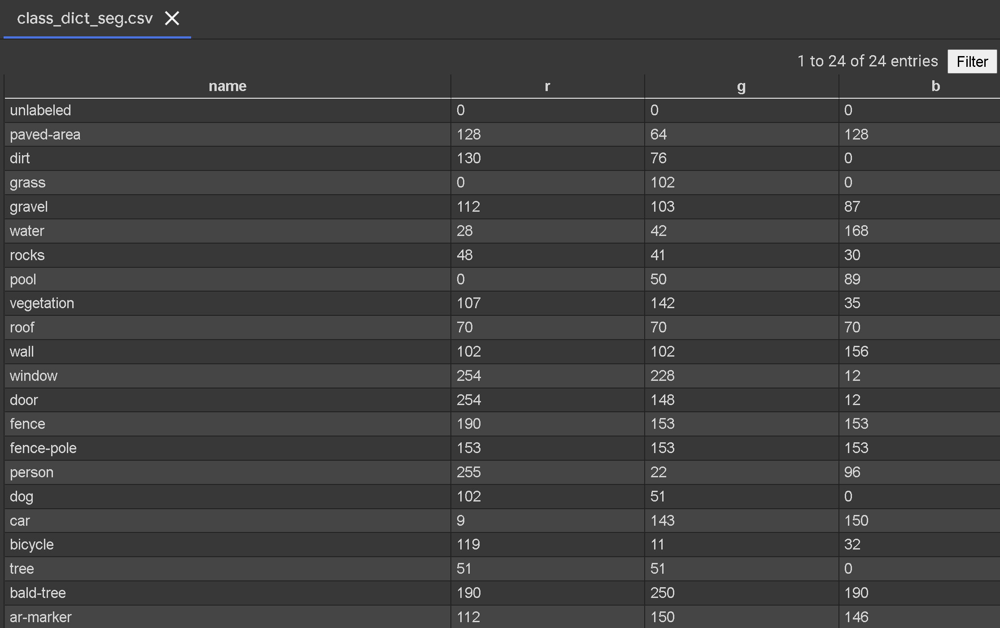 class_dict_seg.csv
1 to 24 of 24 entries Filter
name r g b
unlabeled 0 0 0
paved-area 128 64 128
dirt 130 76 0
grass 0 102 0
gravel 112 103 87
water 28 42 168
rocks 48 41 30
pool 0 50 89
vegetation 107 142 35
roof 70 70 70
wall 102 102 156
window 254 228 12
door 254 148 12
fence 190 153 153
fence-pole 153 153 153
person 255 22 96
dog 102 51 0
car 9 143 150
bicycle 119 11 32
tree 51 51 0
bald-tree 190 250 190
ar-marker 112 150 146